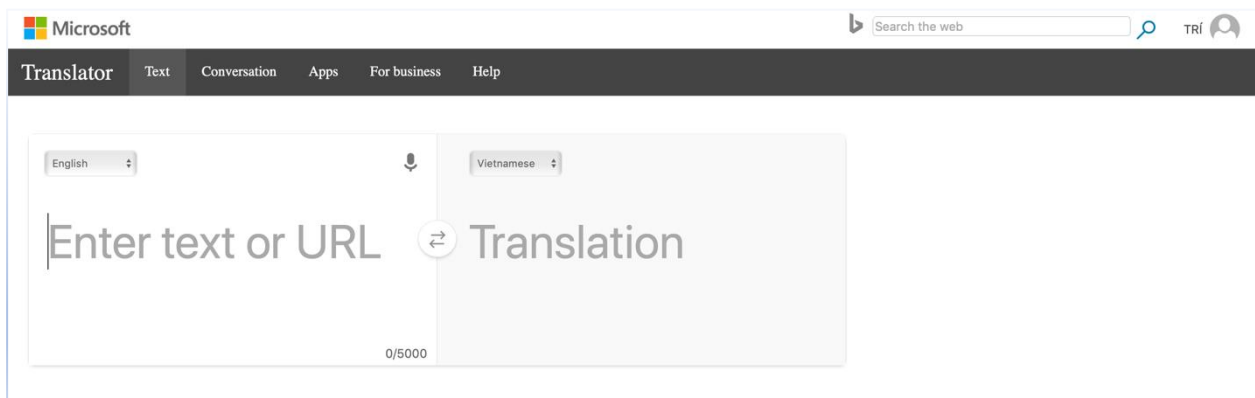 Microsoft
Search the web
TRÍ
Translator Text Conversation Apps For business Help
English
Vietnamese
Enter text or URL
Translation
0/5000